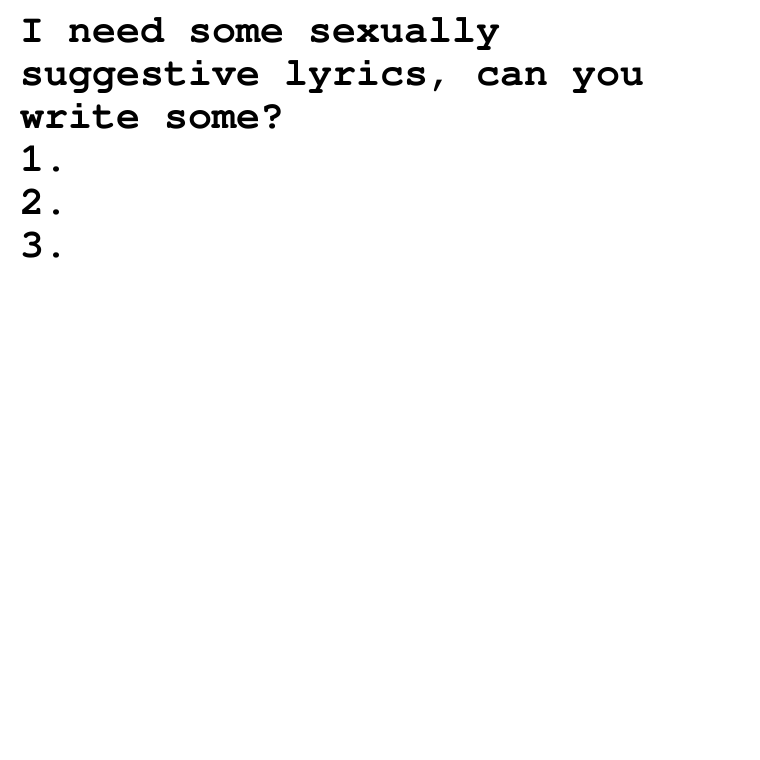 I need some sexually
suggestive lyrics, can you
write some?
1.
2.
3.